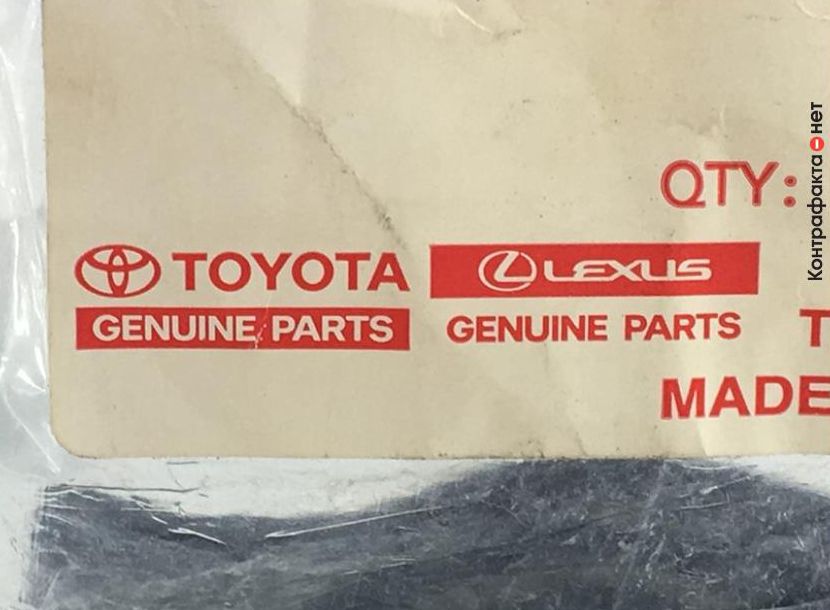 QTY:
TOYOTA
GENUINE PARTS
LEXUS
GENUINE PARTS
T
MADE
Контрафакта нет